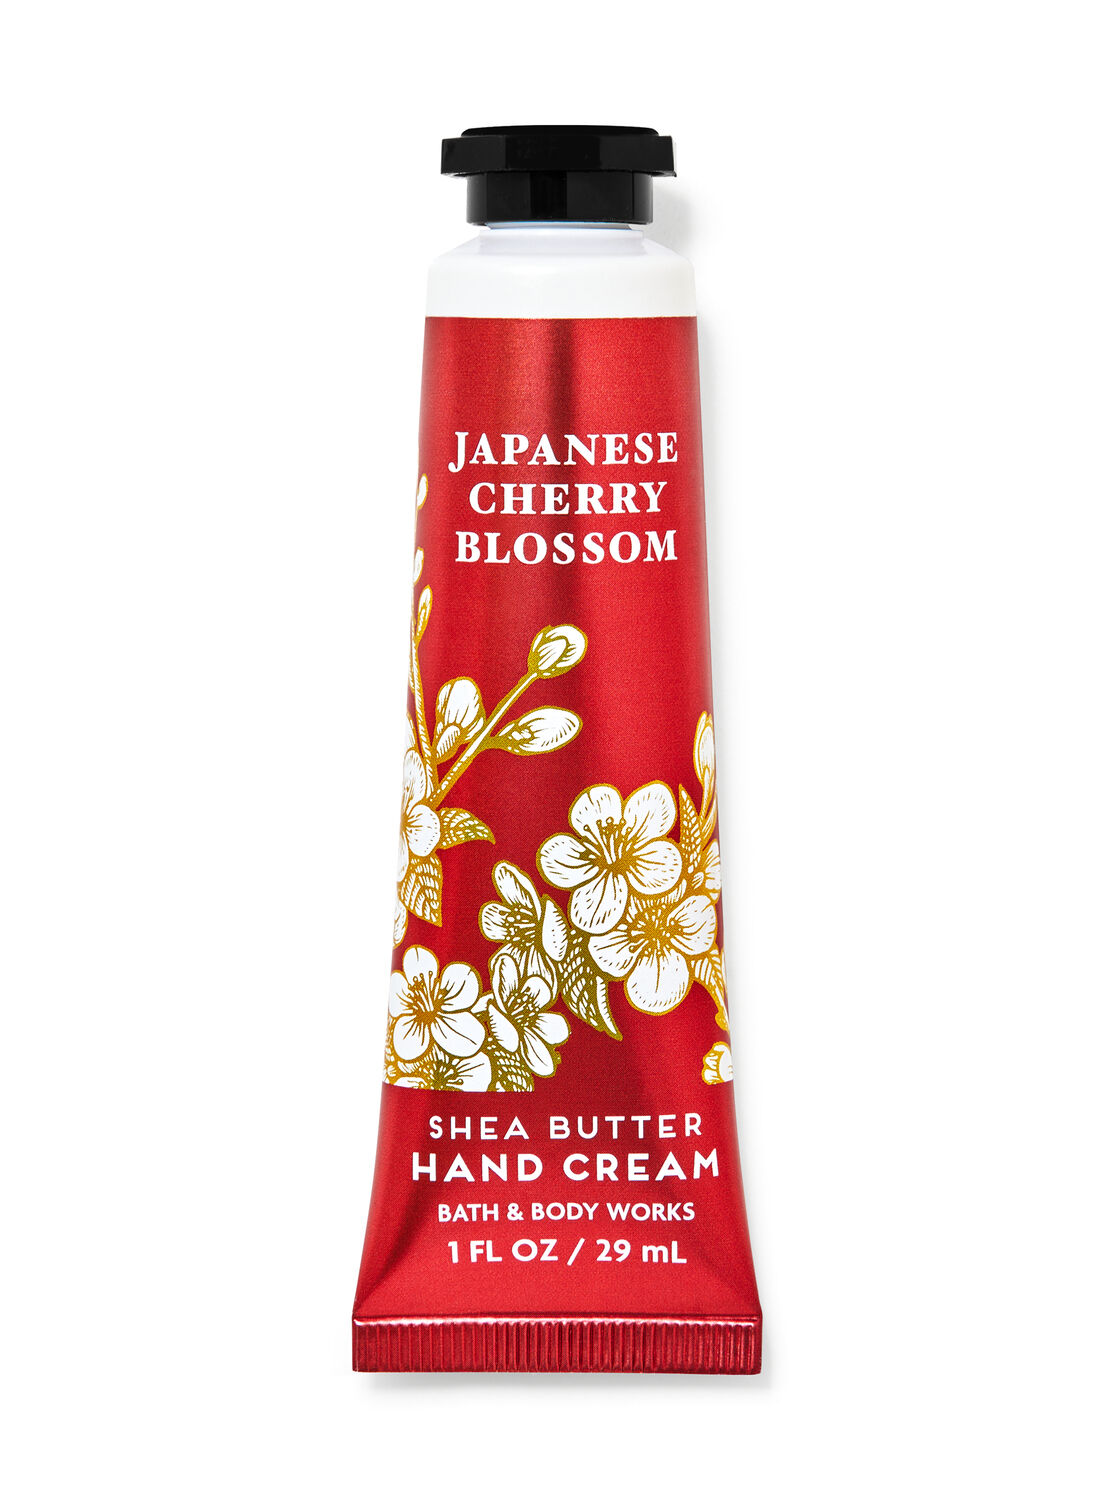 JAPANESE
CHERRY
BLOSSOM
SHEA BUTTER
HAND CREAM
BATH & BODY WORKS
1 FL OZ / 29 mL